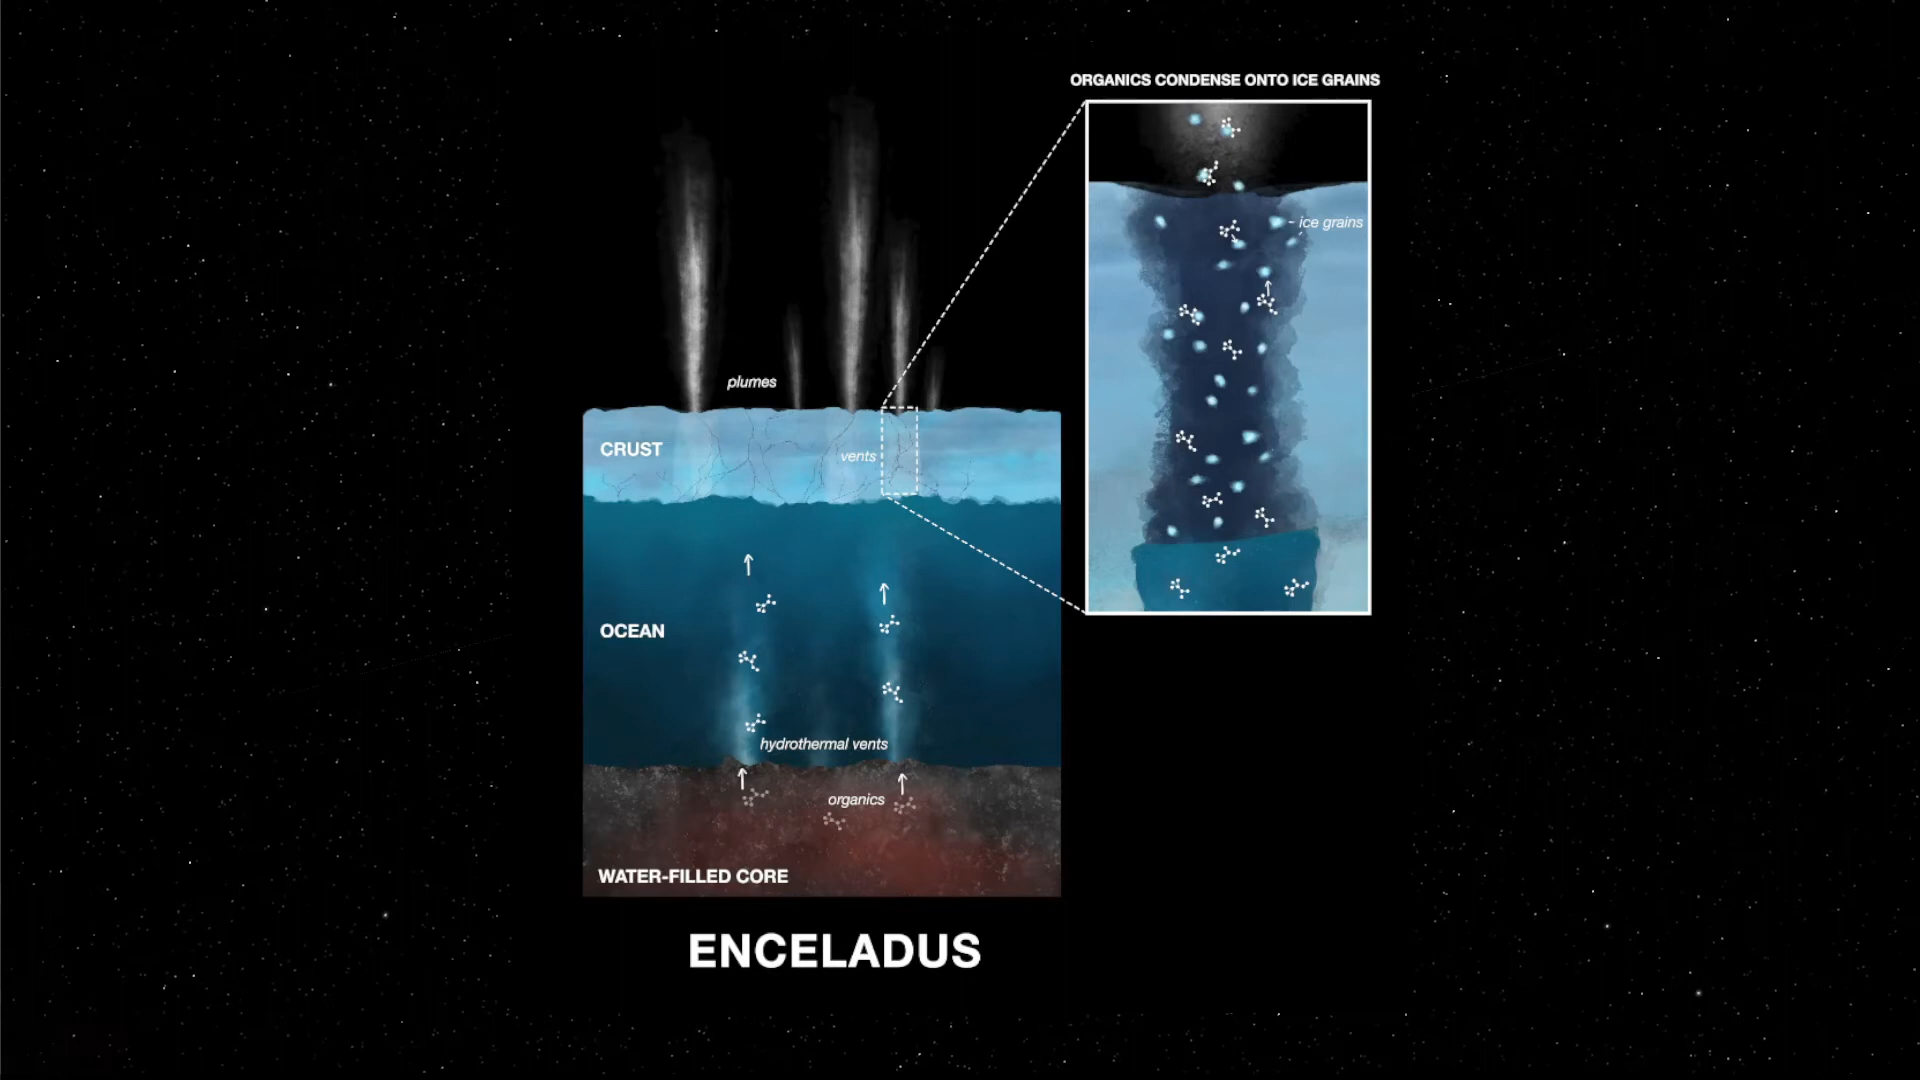 ORGANICS CONDENSE ONTO ICE GRAINS
ice grains
plumes
CRUST
vents
OCEAN
hydrothermal vents
organics
WATER-FILLED CORE
ENCELADUS